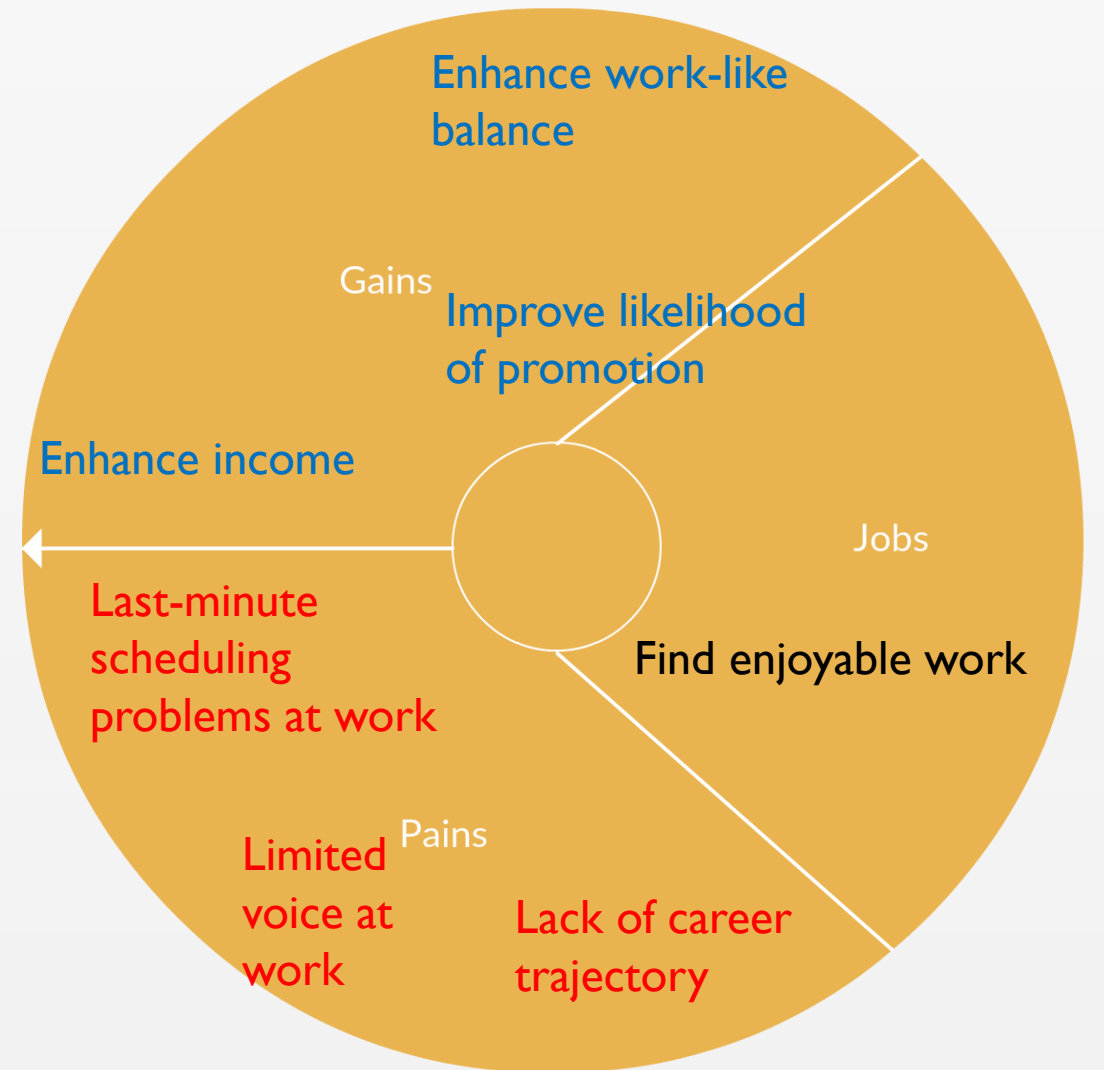 Enhance work-like
balance
Gains
Improve likelihood
of promotion
Enhance income
Jobs
Last-minute
scheduling
problems at work
Find enjoyable work
Pains
Limited
voice at
work
Lack of career
trajectory